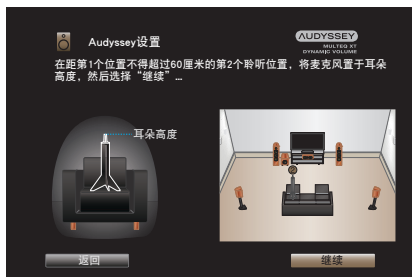 Audyssey设置
AUDYSSEY
MULTEQ XT
DYNAMIC VOLUME
在距第1个位置不得超过60厘米的第2个聆听位置，将麦克风置于耳朵
高度，然后选择“继续”...
耳朵高度
返回
继续